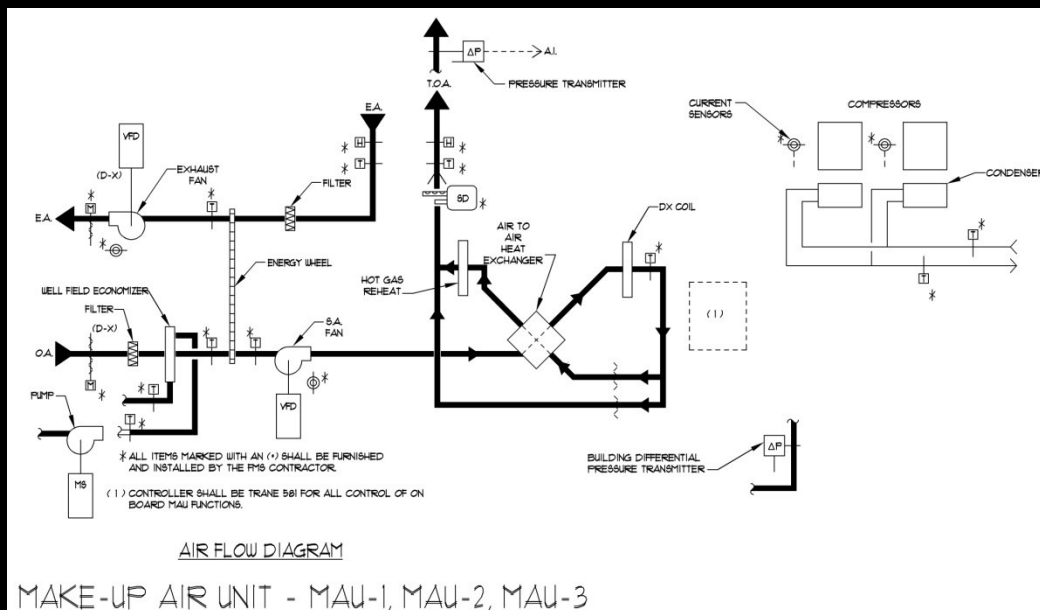 ΔP
A.I.
T.O.A.
PRESSURE TRANSMITTER
E.A.
VFD
H
H
CURRENT
SENSORS
COMPRESSORS
(D-X)
EXHAUST
FAN
T
T
FILTER
CONDENSER
M
T
SD
DX COIL
E.A.
AIR TO
AIR
HEAT
EXCHANGER
T
T
ENERGY WHEEL
HOT GAS
REHEAT
T
WELL FIELD ECONOMIZER
FILTER
(D-X)
S.A.
FAN
(1)
T
T
O.A.
M
T
PUMP
VFD
T
ΔP
BUILDING DIFFERENTIAL
PRESSURE TRANSMITTER
MS
* ALL ITEMS MARKED WITH AN (*) SHALL BE FURNISHED
AND INSTALLED BY THE FMS CONTRACTOR.
(1) CONTROLLER SHALL BE TRANE 581 FOR ALL CONTROL OF ON
BOARD MAU FUNCTIONS.
AIR FLOW DIAGRAM
MAKE-UP AIR UNIT - MAU-1, MAU-2, MAU-3